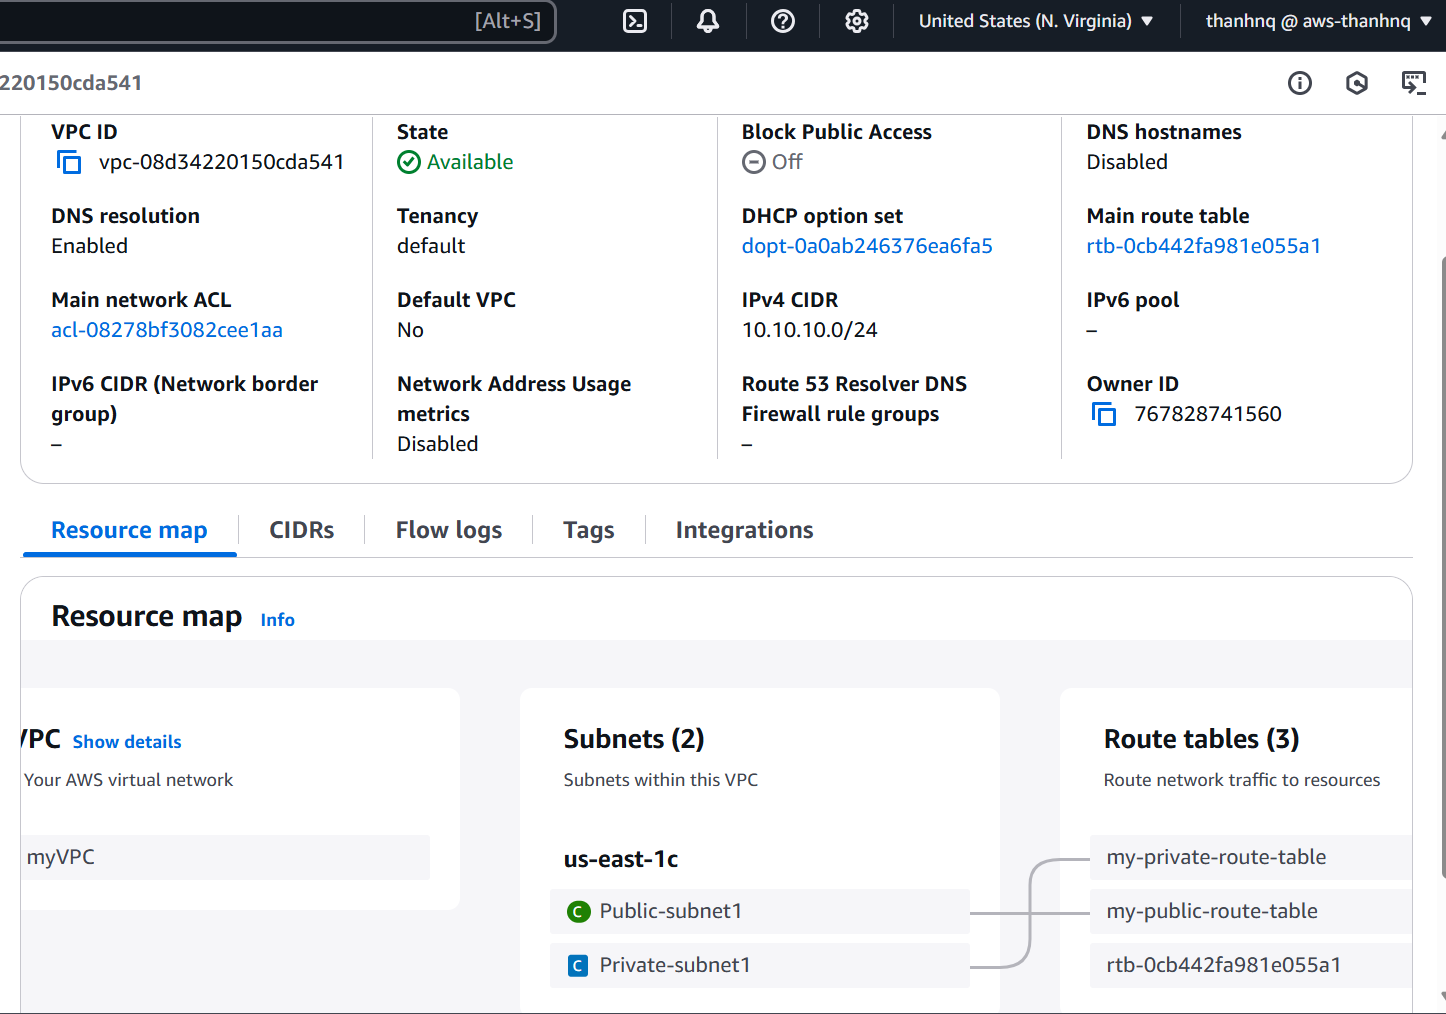 [Alt+S]
United States (N. Virginia)
thanhnq @ aws-thanhnq
220150cda541
VPC ID
vpc-08d34220150cda541
State
Available
Block Public Access
Off
DNS hostnames
Disabled
DNS resolution
Enabled
Tenancy
default
DHCP option set
dopt-0a0ab246376ea6fa5
Main route table
rtb-0cb442fa981e055a1
Main network ACL
acl-08278bf3082cee1aa
Default VPC
No
IPv4 CIDR
10.10.10.0/24
IPv6 pool
–
IPv6 CIDR (Network border
group)
–
Network Address Usage
metrics
Disabled
Route 53 Resolver DNS
Firewall rule groups
–
Owner ID
767828741560
Resource map
CIDRs
Flow logs
Tags
Integrations
Resource map Info
VPC Show details
Your AWS virtual network
myVPC
Subnets (2)
Subnets within this VPC
us-east-1c
C Public-subnet1
C Private-subnet1
Route tables (3)
Route network traffic to resources
my-private-route-table
my-public-route-table
rtb-0cb442fa981e055a1